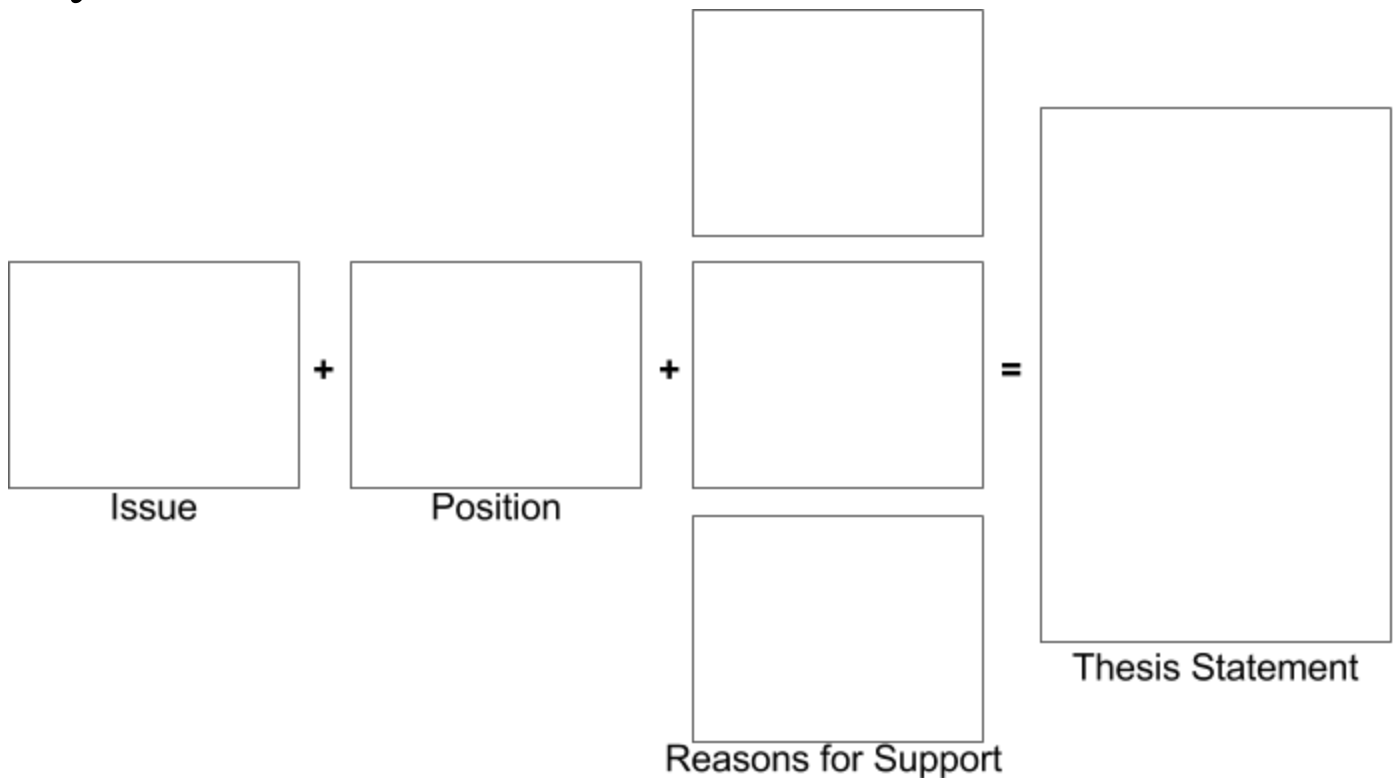 + + =
Issue Position
Thesis Statement
Reasons for Support